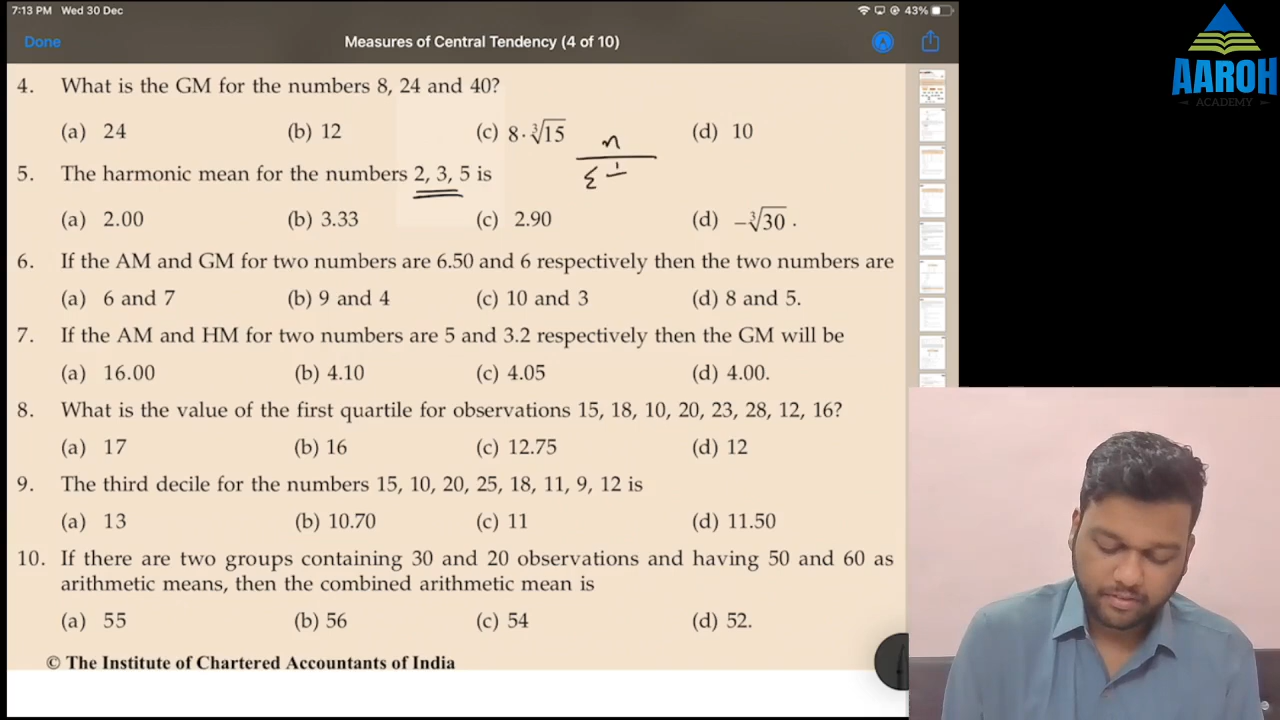 7:13 PM Wed 30 Dec
43%
Done
Measures of Central Tendency (4 of 10)
AAROH
ACADEMY
4. What is the GM for the numbers 8, 24 and 40?
(a) 24 (b) 12 (c) 8·∛15 (d) 10
n
Σ 1
5. The harmonic mean for the numbers 2, 3, 5 is
(a) 2.00 (b) 3.33 (c) 2.90 (d) –∛30 .
6. If the AM and GM for two numbers are 6.50 and 6 respectively then the two numbers are
(a) 6 and 7 (b) 9 and 4 (c) 10 and 3 (d) 8 and 5.
7. If the AM and HM for two numbers are 5 and 3.2 respectively then the GM will be
(a) 16.00 (b) 4.10 (c) 4.05 (d) 4.00.
8. What is the value of the first quartile for observations 15, 18, 10, 20, 23, 28, 12, 16?
(a) 17 (b) 16 (c) 12.75 (d) 12
9. The third decile for the numbers 15, 10, 20, 25, 18, 11, 9, 12 is
(a) 13 (b) 10.70 (c) 11 (d) 11.50
10. If there are two groups containing 30 and 20 observations and having 50 and 60 as
arithmetic means, then the combined arithmetic mean is
(a) 55 (b) 56 (c) 54 (d) 52.
© The Institute of Chartered Accountants of India